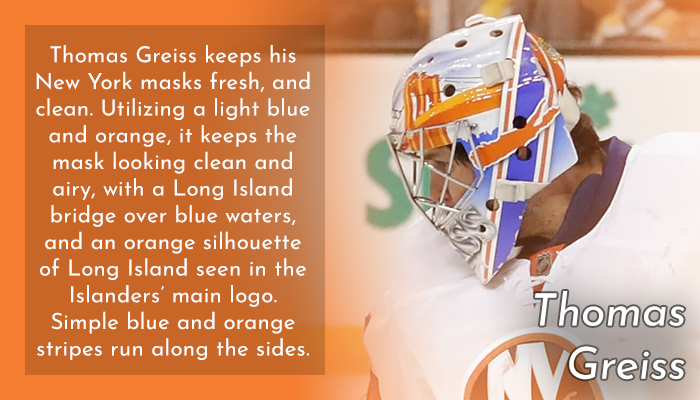 Thomas Greiss keeps his
New York masks fresh, and
clean. Utilizing a light blue
and orange, it keeps the
mask looking clean and
airy, with a Long Island
bridge over blue waters,
and an orange silhouette
of Long Island seen in the
Islanders’ main logo.
Simple blue and orange
stripes run along the sides.
Thomas
Greiss
NY